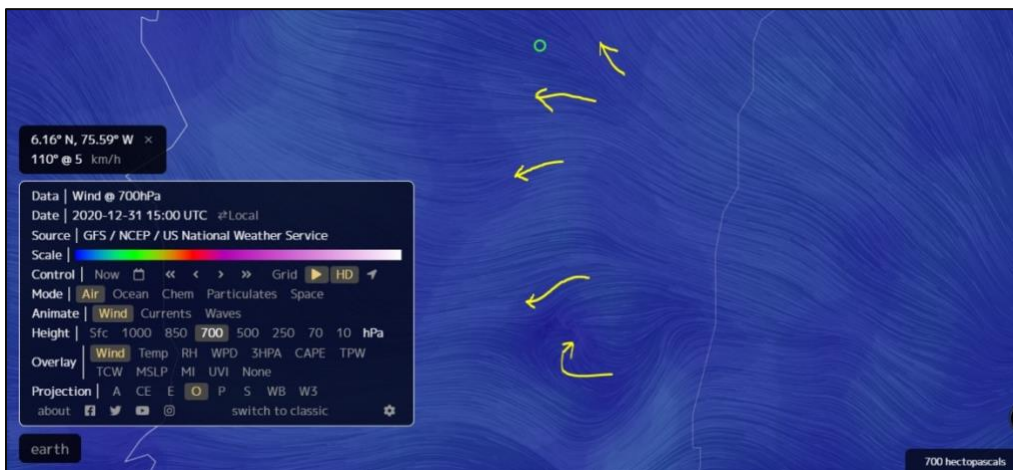 6.16° N, 75.59° W ×
110° @ 5 km/h
Data | Wind @ 700hPa
Date | 2020-12-31 15:00 UTC ⇄Local
Source | GFS / NCEP / US National Weather Service
Scale |
Control | Now « ‹ › » Grid HD
Mode | Air Ocean Chem Particulates Space
Animate | Wind Currents Waves
Height | Sfc 1000 850 700 500 250 70 10 hPa
Overlay | Wind Temp RH WPD 3HPA CAPE TPW
TCW MSLP MI UVI None
Projection | A CE E O P S WB W3
about switch to classic
earth
700 hectopascals